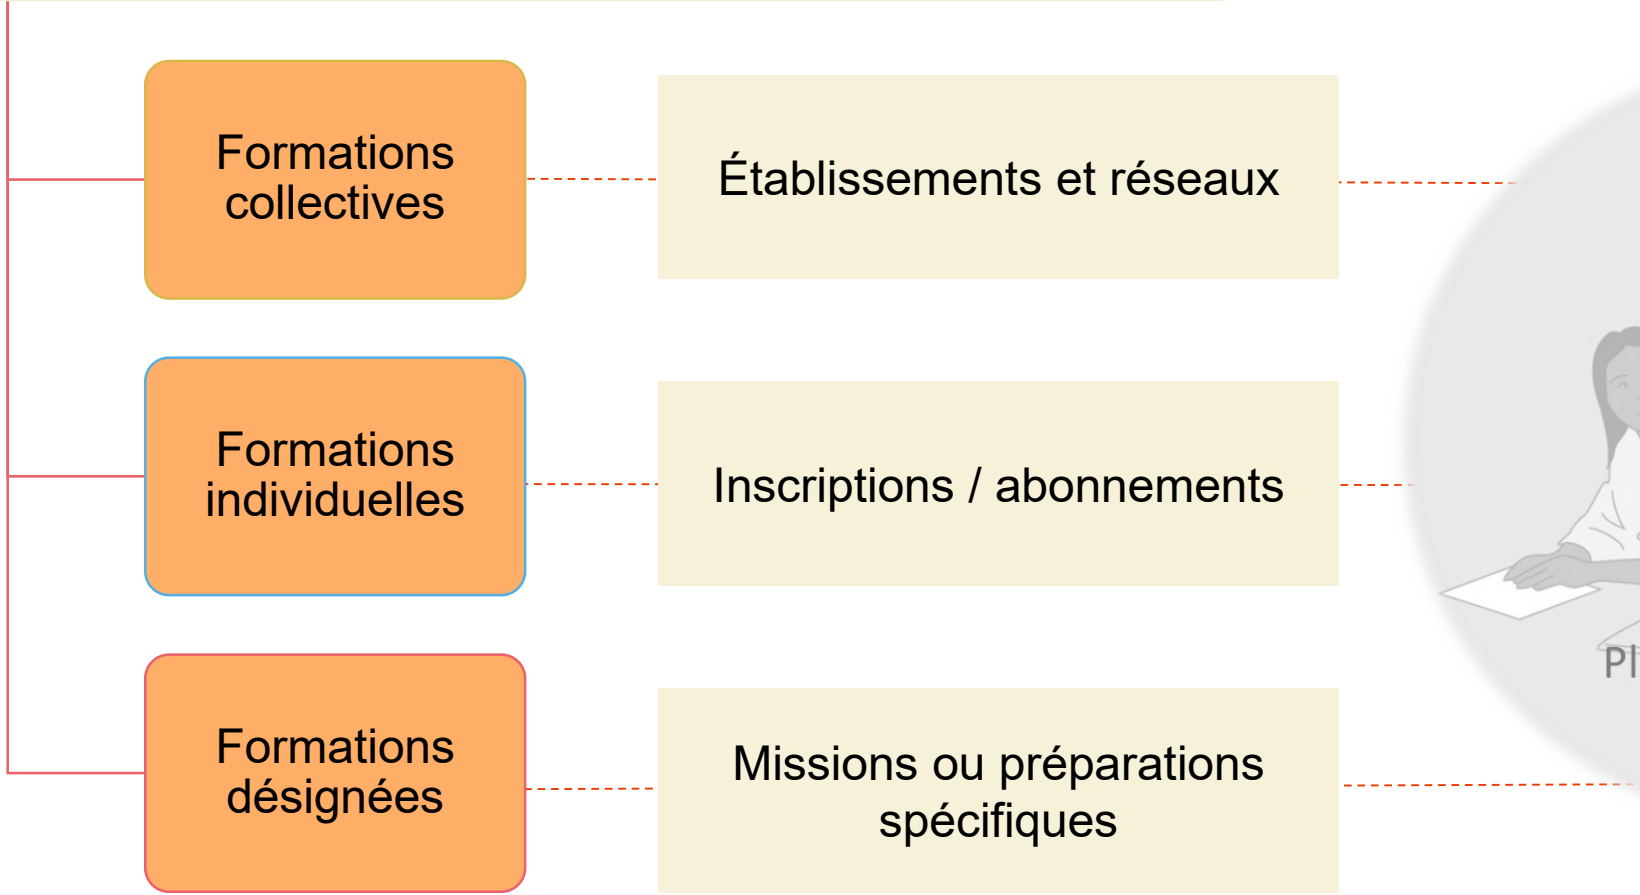 Formations
collectives
Établissements et réseaux
Formations
individuelles
Inscriptions / abonnements
Formations
désignées
Missions ou préparations
spécifiques